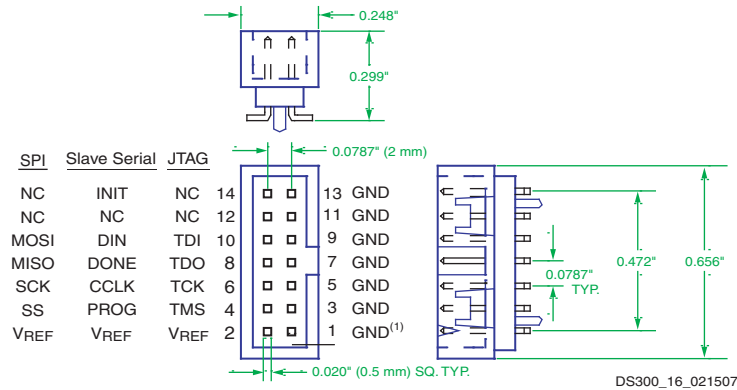 0.248"
0.299"
0.0787" (2 mm)
SPI Slave Serial JTAG
NC INIT NC 14 13 GND
NC NC NC 12 11 GND
MOSI DIN TDI 10 9 GND
MISO DONE TDO 8 7 GND
SCK CCLK TCK 6 5 GND
SS PROG TMS 4 3 GND
VREF VREF VREF 2 1 GND(1)
0.472" 0.656"
0.0787"
TYP.
0.020" (0.5 mm) SQ. TYP.
DS300_16_021507